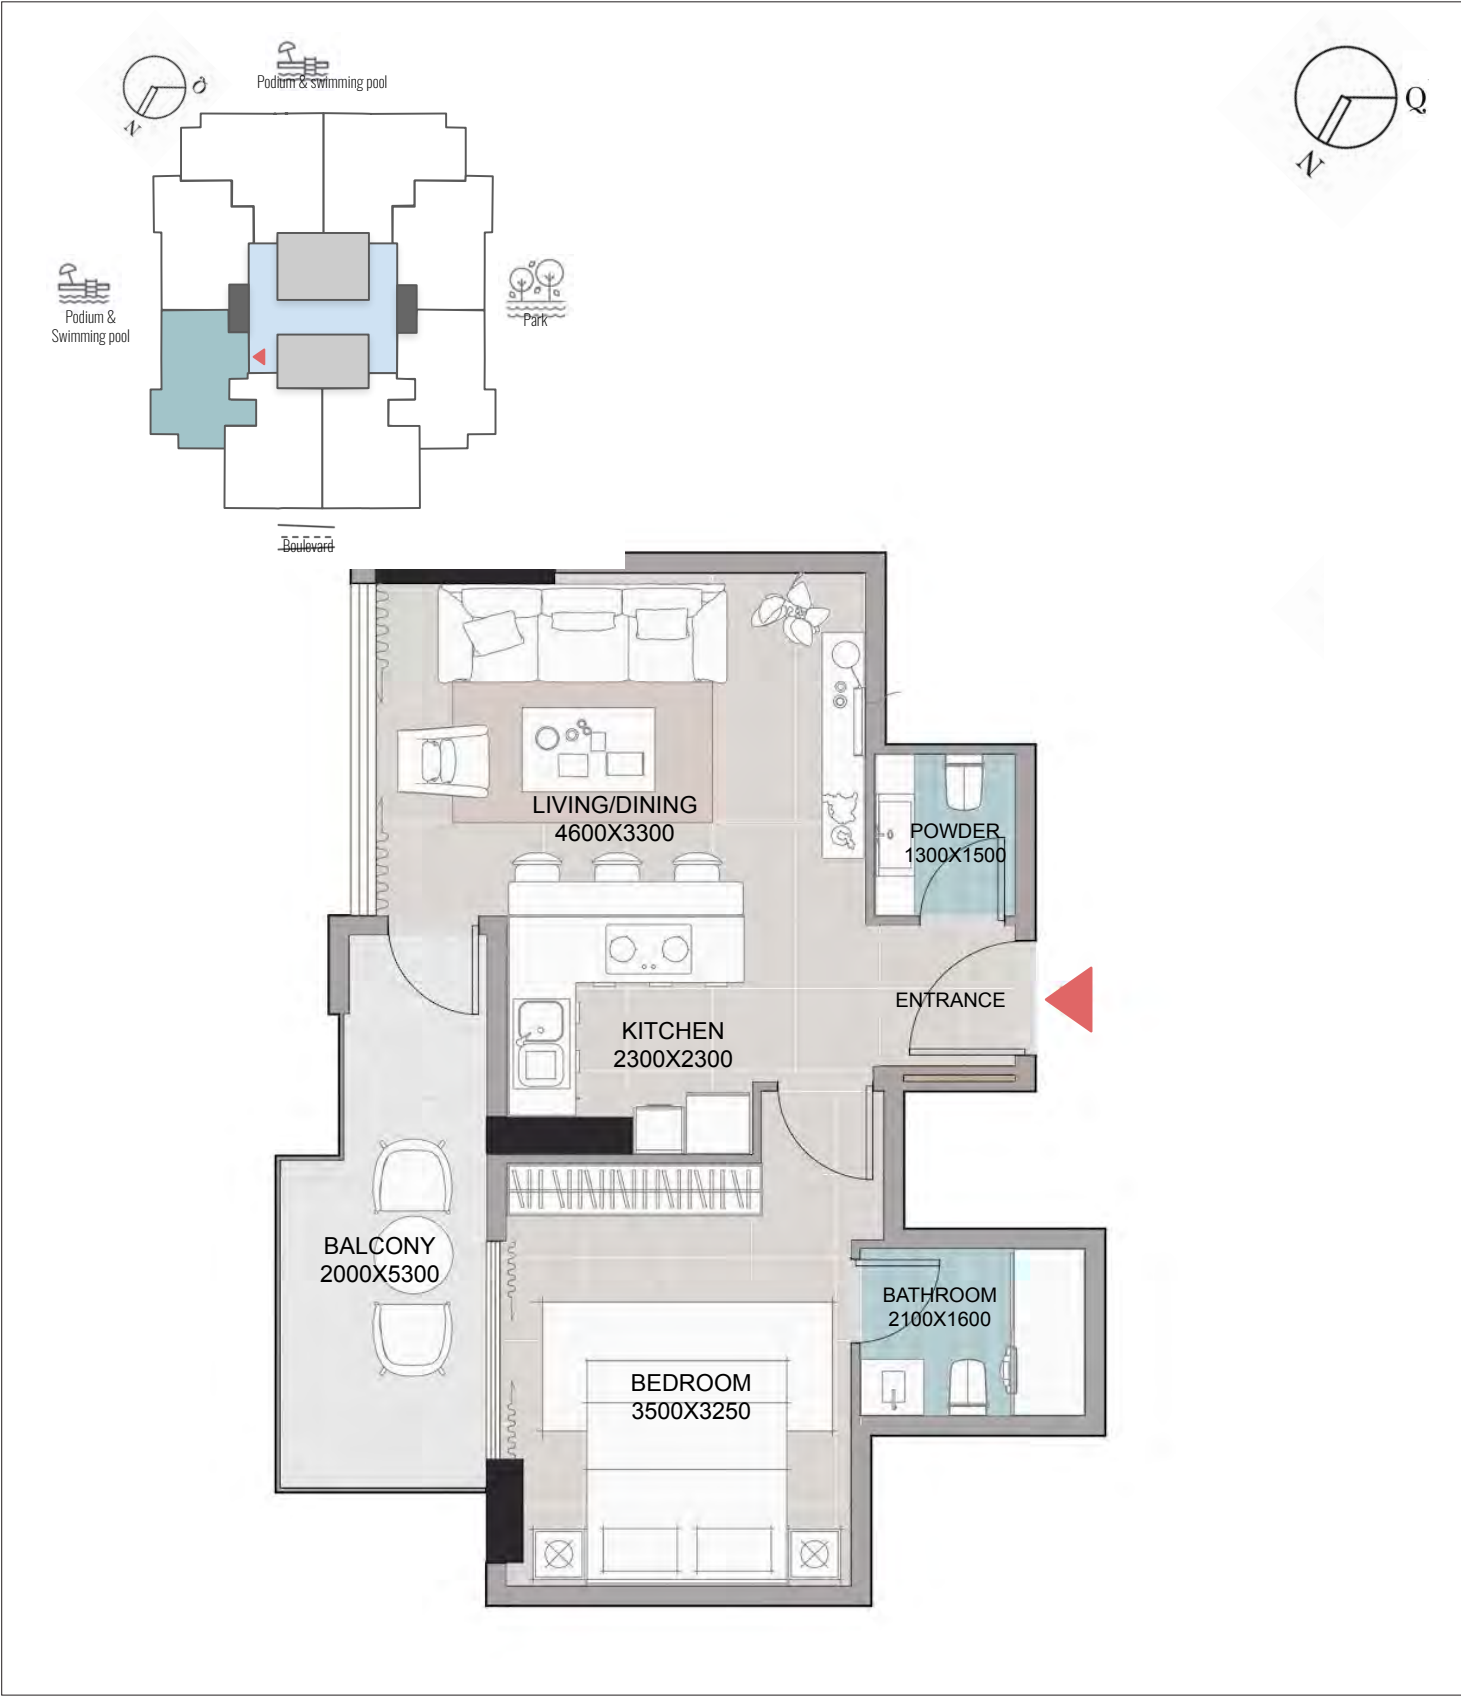 Podium & swimming pool
Q
N
Q
N
Podium &
Swimming pool
Park
Boulevard
LIVING/DINING
4600X3300
POWDER
1300X1500
ENTRANCE
KITCHEN
2300X2300
BALCONY
2000X5300
BATHROOM
2100X1600
BEDROOM
3500X3250